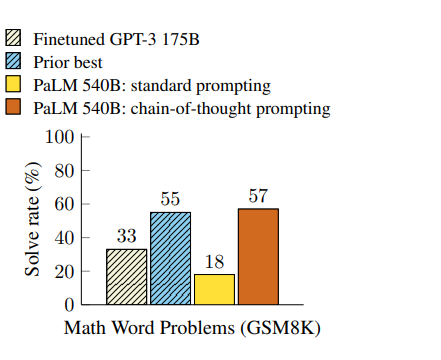 Finetuned GPT-3 175B
Prior best
PaLM 540B: standard prompting
PaLM 540B: chain-of-thought prompting
100
80
60
40
20
0
Solve rate (%)
33
55
18
57
Math Word Problems (GSM8K)